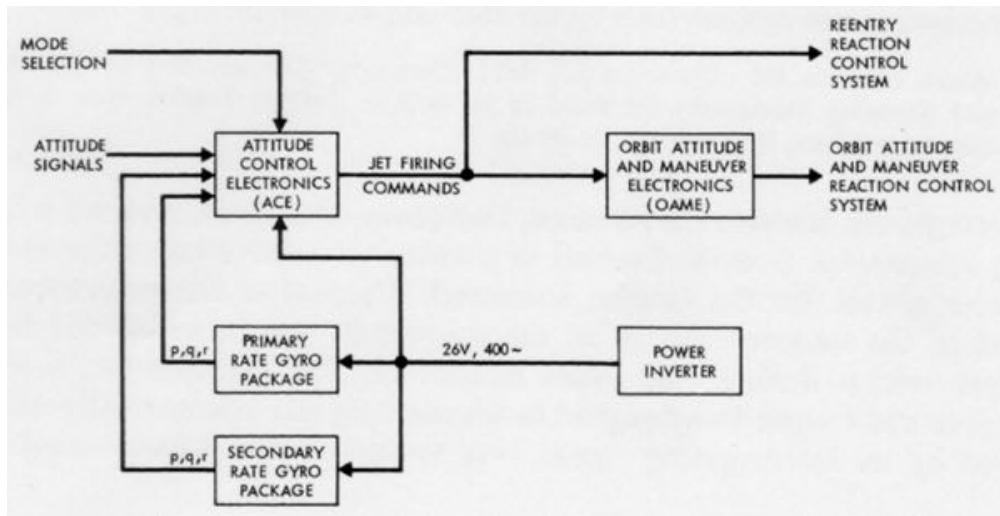 MODE
SELECTION
REENTRY
REACTION
CONTROL
SYSTEM
ATTITUDE
SIGNALS
ATTITUDE
CONTROL
ELECTRONICS
(ACE)
JET FIRING
COMMANDS
ORBIT ATTITUDE
AND MANEUVER
ELECTRONICS
(OAME)
ORBIT ATTITUDE
AND MANEUVER
REACTION CONTROL
SYSTEM
p,q,r
PRIMARY
RATE GYRO
PACKAGE
26V, 400~
POWER
INVERTER
p,q,r
SECONDARY
RATE GYRO
PACKAGE